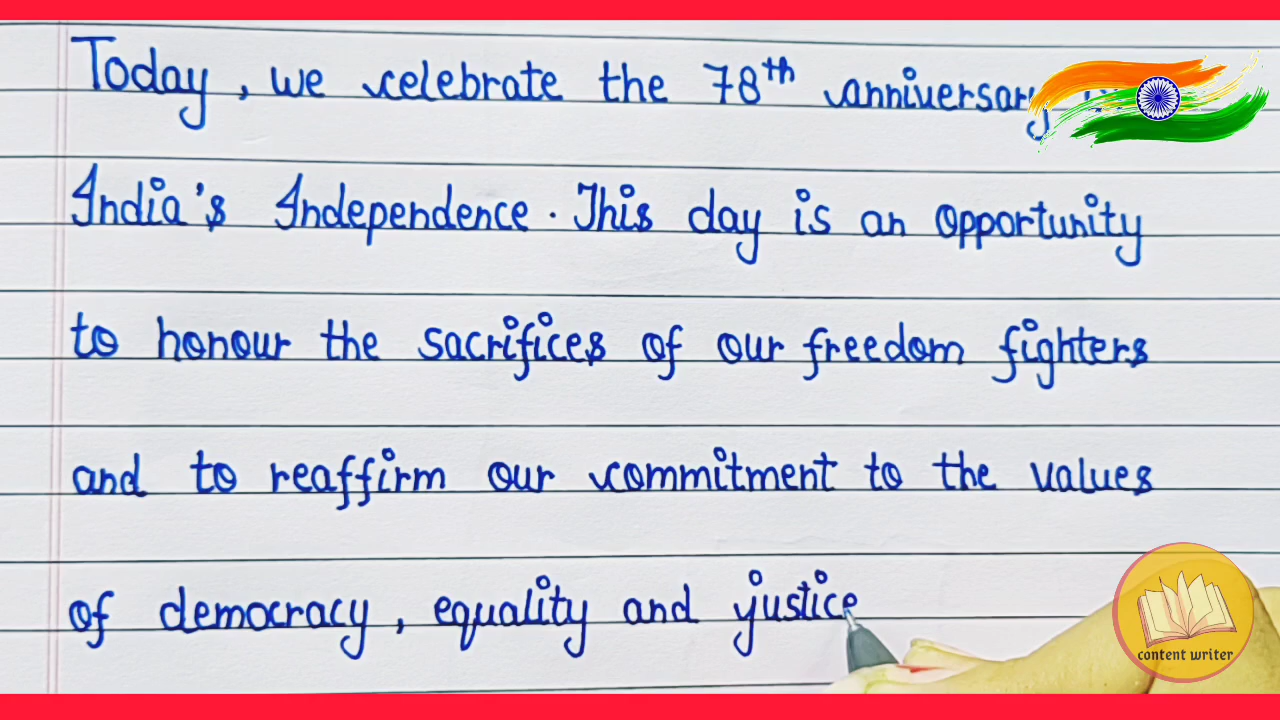 Today, we celebrate the 78th anniversary
India's Independence. This day is an opportunity
to honour the sacrifices of our freedom fighters
and to reaffirm our commitment to the values
of democracy, equality and justice
content writer